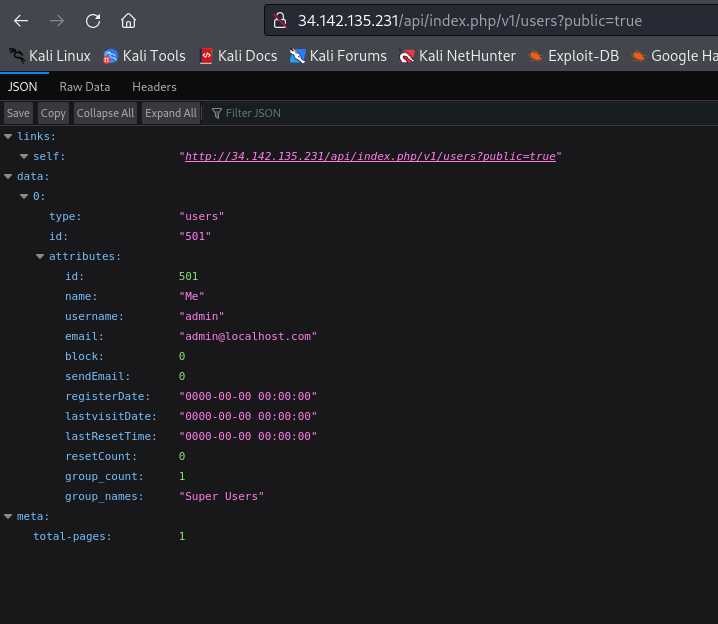 34.142.135.231/api/index.php/v1/users?public=true
Kali Linux Kali Tools Kali Docs Kali Forums Kali NetHunter Exploit-DB Google Ha
JSON Raw Data Headers
Save Copy Collapse All Expand All Filter JSON
links:
self: "http://34.142.135.231/api/index.php/v1/users?public=true"
data:
0:
type: "users"
id: "501"
attributes:
id: 501
name: "Me"
username: "admin"
email: "admin@localhost.com"
block: 0
sendEmail: 0
registerDate: "0000-00-00 00:00:00"
lastvisitDate: "0000-00-00 00:00:00"
lastResetTime: "0000-00-00 00:00:00"
resetCount: 0
group_count: 1
group_names: "Super Users"
meta:
total-pages: 1